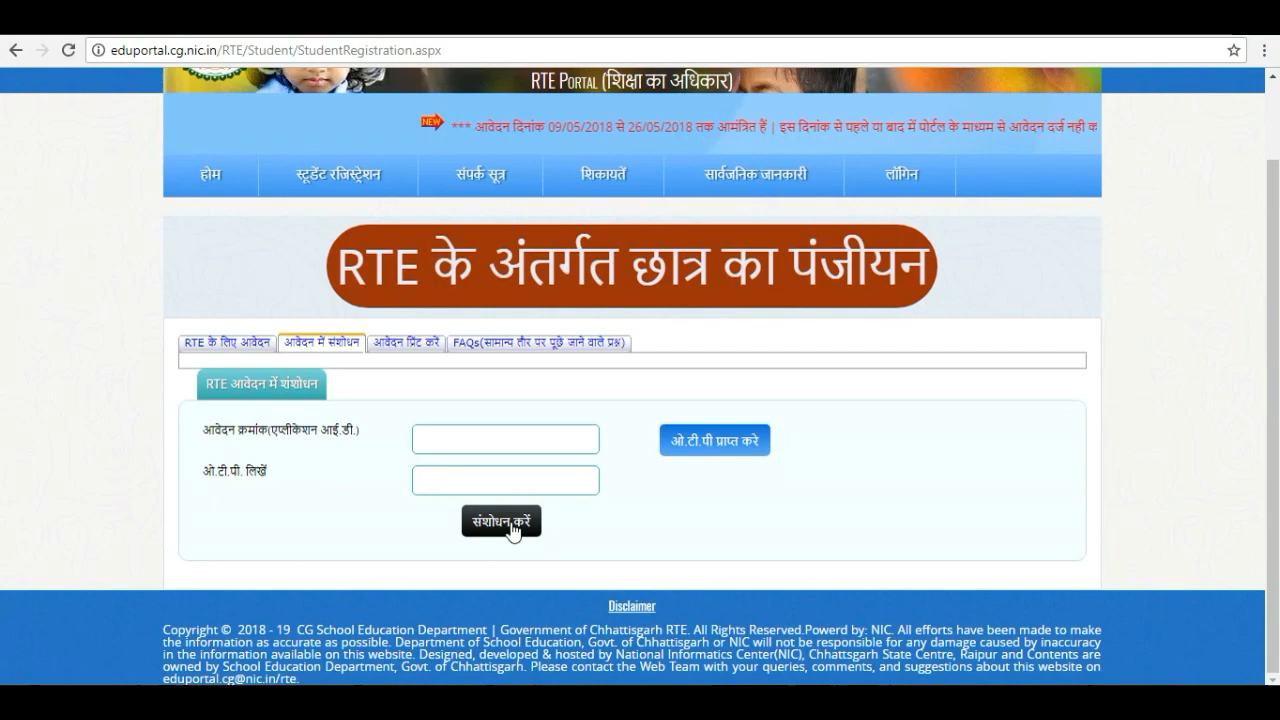 eduportal.cg.nic.in/RTE/Student/StudentRegistration.aspx
RTE PORTAL (शिक्षा का अधिकार)
NEW *** आवेदन दिनांक 09/05/2018 से 26/05/2018 तक आमंत्रित हैं | इस दिनांक से पहले या बाद में पोर्टल के माध्यम से आवेदन दर्ज नही क
होम स्टूडेंट रजिस्ट्रेशन संपर्क सूत्र शिकायतें सार्वजनिक जानकारी लॉगिन
RTE के अंतर्गत छात्र का पंजीयन
RTE के लिए आवेदन आवेदन में संशोधन आवेदन प्रिंट करें FAQs(सामान्य तौर पर पूछे जाने वाले प्रश्न)
RTE आवेदन में शंशोधन
आवेदन क्रमांक(एप्लीकेशन आई.डी.) ओ.टी.पी प्राप्त करे
ओ.टी.पी. लिखें
संशोधन करें
Disclaimer
Copyright © 2018 - 19 CG School Education Department | Government of Chhattisgarh RTE. All Rights Reserved.Powerd by: NIC. All efforts have been made to make
the information as accurate as possible. Department of School Education, Govt. of Chhattisgarh or NIC will not be responsible for any damage caused by inaccuracy
in the information available on this website. Designed, developed & hosted by National Informatics Center(NIC), Chhattsgarh State Centre, Raipur and Contents are
owned by School Education Department, Govt. of Chhattisgarh. Please contact the Web Team with your queries, comments, and suggestions about this website on
eduportal.cg@nic.in/rte.